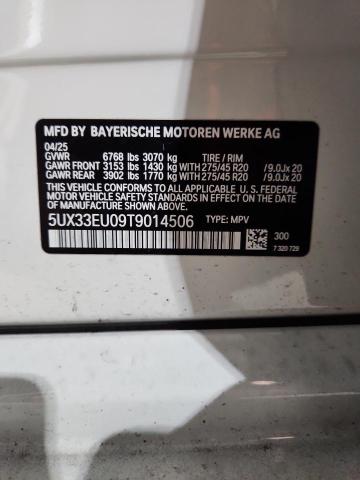 MFD BY BAYERISCHE MOTOREN WERKE AG
04/25
GVWR 6768 lbs 3070 kg TIRE / RIM
GAWR FRONT 3153 lbs 1430 kg WITH 275/45 R20 /9.0Jx 20
GAWR REAR 3902 lbs 1770 kg WITH 275/45 R20 /9.0Jx 20
THIS VEHICLE CONFORMS TO ALL APPLICABLE U.S. FEDERAL
MOTOR VEHICLE SAFETY STANDARDS IN EFFECT ON THE DATE OF
MANUFACTURE SHOWN ABOVE.
5UX33EU09T9014506 TYPE: MPV
300
7 320 729